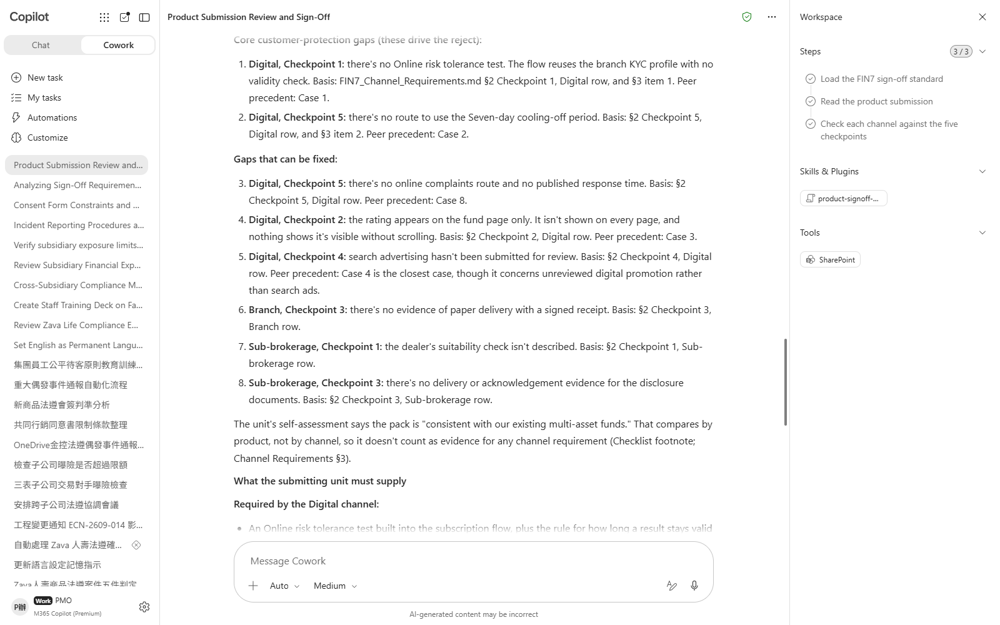 Copilot
Chat
Cowork
New task
My tasks
Automations
Customize
Product Submission Review and...
Analyzing Sign-Off Requiremen...
Consent Form Constraints and ...
Incident Reporting Procedures a...
Verify subsidiary exposure limits...
Review Subsidiary Financial Exp...
Cross-Subsidiary Compliance M...
Create Staff Training Deck on Fa...
Review Zava Life Compliance E...
Set English as Permanent Langu...
集團員工公平待客原則教育訓練...
重大偶發事件通報自動化流程
新商品法遵會簽判準分析
共同行銷同意書限制條款整理
OneDrive金控法遵偶發事件通報...
檢查子公司曝險是否超過限額
三表子公司交易對手曝險檢查
安排跨子公司法遵協調會議
工程變更通知 ECN-2609-014 影...
自動處理 Zava 人壽法遵確...
更新語言設定記憶指示
Zava人壽商品法遵案件五件判定
P辦
Work PMO
M365 Copilot (Premium)
Product Submission Review and Sign-Off
Core customer-protection gaps (these drive the reject):
1. Digital, Checkpoint 1: there's no Online risk tolerance test. The flow reuses the branch KYC profile with no
validity check. Basis: FIN7_Channel_Requirements.md §2 Checkpoint 1, Digital row, and §3 item 1. Peer
precedent: Case 1.
2. Digital, Checkpoint 5: there's no route to use the Seven-day cooling-off period. Basis: §2 Checkpoint 5,
Digital row, and §3 item 2. Peer precedent: Case 2.
Gaps that can be fixed:
3. Digital, Checkpoint 5: there's no online complaints route and no published response time. Basis: §2
Checkpoint 5, Digital row. Peer precedent: Case 8.
4. Digital, Checkpoint 2: the rating appears on the fund page only. It isn't shown on every page, and
nothing shows it's visible without scrolling. Basis: §2 Checkpoint 2, Digital row. Peer precedent: Case 3.
5. Digital, Checkpoint 4: search advertising hasn't been submitted for review. Basis: §2 Checkpoint 4, Digital
row. Peer precedent: Case 4 is the closest case, though it concerns unreviewed digital promotion rather
than search ads.
6. Branch, Checkpoint 3: there's no evidence of paper delivery with a signed receipt. Basis: §2 Checkpoint 3,
Branch row.
7. Sub-brokerage, Checkpoint 1: the dealer's suitability check isn't described. Basis: §2 Checkpoint 1, Sub-
brokerage row.
8. Sub-brokerage, Checkpoint 3: there's no delivery or acknowledgement evidence for the disclosure
documents. Basis: §2 Checkpoint 3, Sub-brokerage row.
The unit's self-assessment says the pack is "consistent with our existing multi-asset funds." That compares by
product, not by channel, so it doesn't count as evidence for any channel requirement (Checklist footnote;
Channel Requirements §3).
What the submitting unit must supply
Required by the Digital channel:
• An Online risk tolerance test built into the subscription flow, plus the rule for how long a result stays valid
Message Cowork
Auto
Medium
AI-generated content may be incorrect
Workspace
Steps
3 / 3
Load the FIN7 sign-off standard
Read the product submission
Check each channel against the five
checkpoints
Skills & Plugins
product-signoff-...
Tools
SharePoint